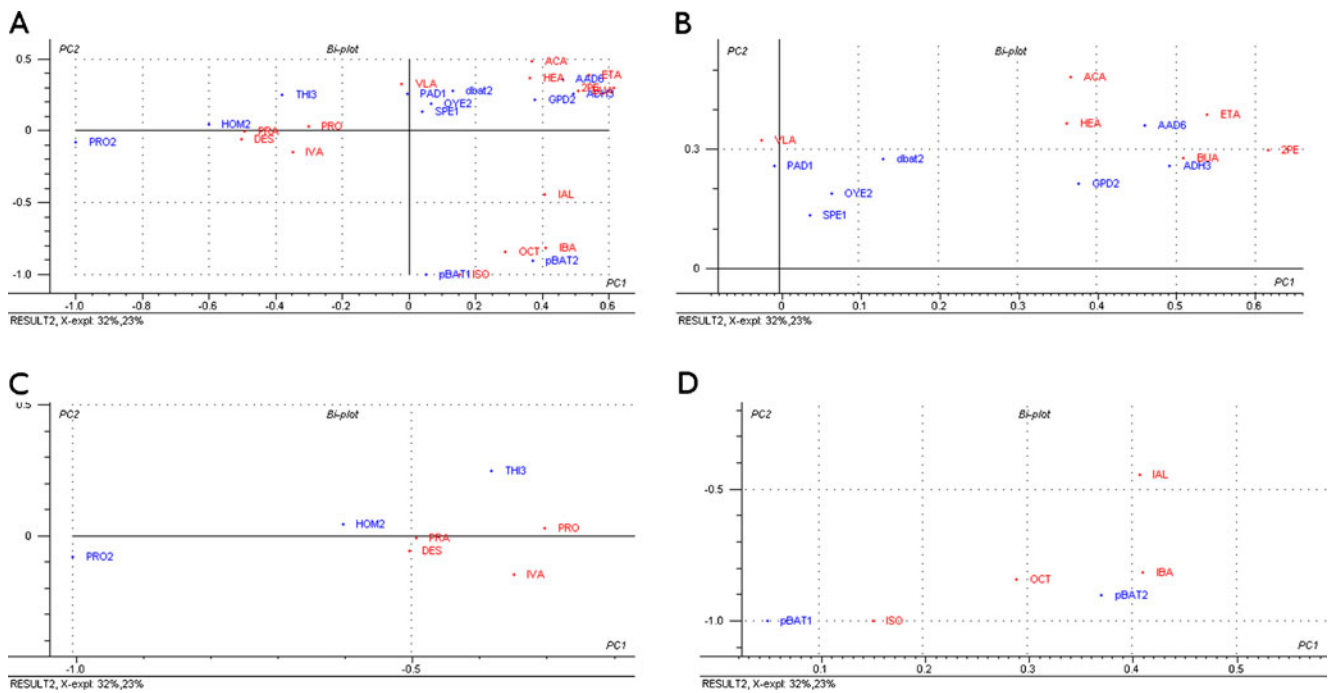 A
PC2
Bi-plot
0.5
ACA
VLA
HEA
AAD6
ETA
THI3
PAD1
dbat2
2PE
BUA
OYE2
GPD2
ADH3
SPE1
HOM2
PRA
PRO
0
PRO2
DES
IVA
-0.5
IAL
OCT
IBA
pBAT2
-1.0
pBAT1
ISO
PC1
-1.0 -0.8 -0.6 -0.4 -0.2 0 0.2 0.4 0.6
RESULT2, X-expl: 32%,23%
B
PC2
Bi-plot
ACA
HEA
AAD6
ETA
VLA
0.3
PAD1
dbat2
BUA
2PE
ADH3
OYE2
GPD2
SPE1
0
PC1
0 0.1 0.2 0.3 0.4 0.5 0.6
RESULT2, X-expl: 32%,23%
C
0.5
PC2
Bi-plot
THI3
HOM2
PRO
0
PRA
PRO2
DES
IVA
PC1
-1.0 -0.5
RESULT2, X-expl: 32%,23%
D
PC2
Bi-plot
IAL
-0.5
OCT
IBA
pBAT2
-1.0
pBAT1
ISO
PC1
0.1 0.2 0.3 0.4 0.5
RESULT2, X-expl: 32%,23%